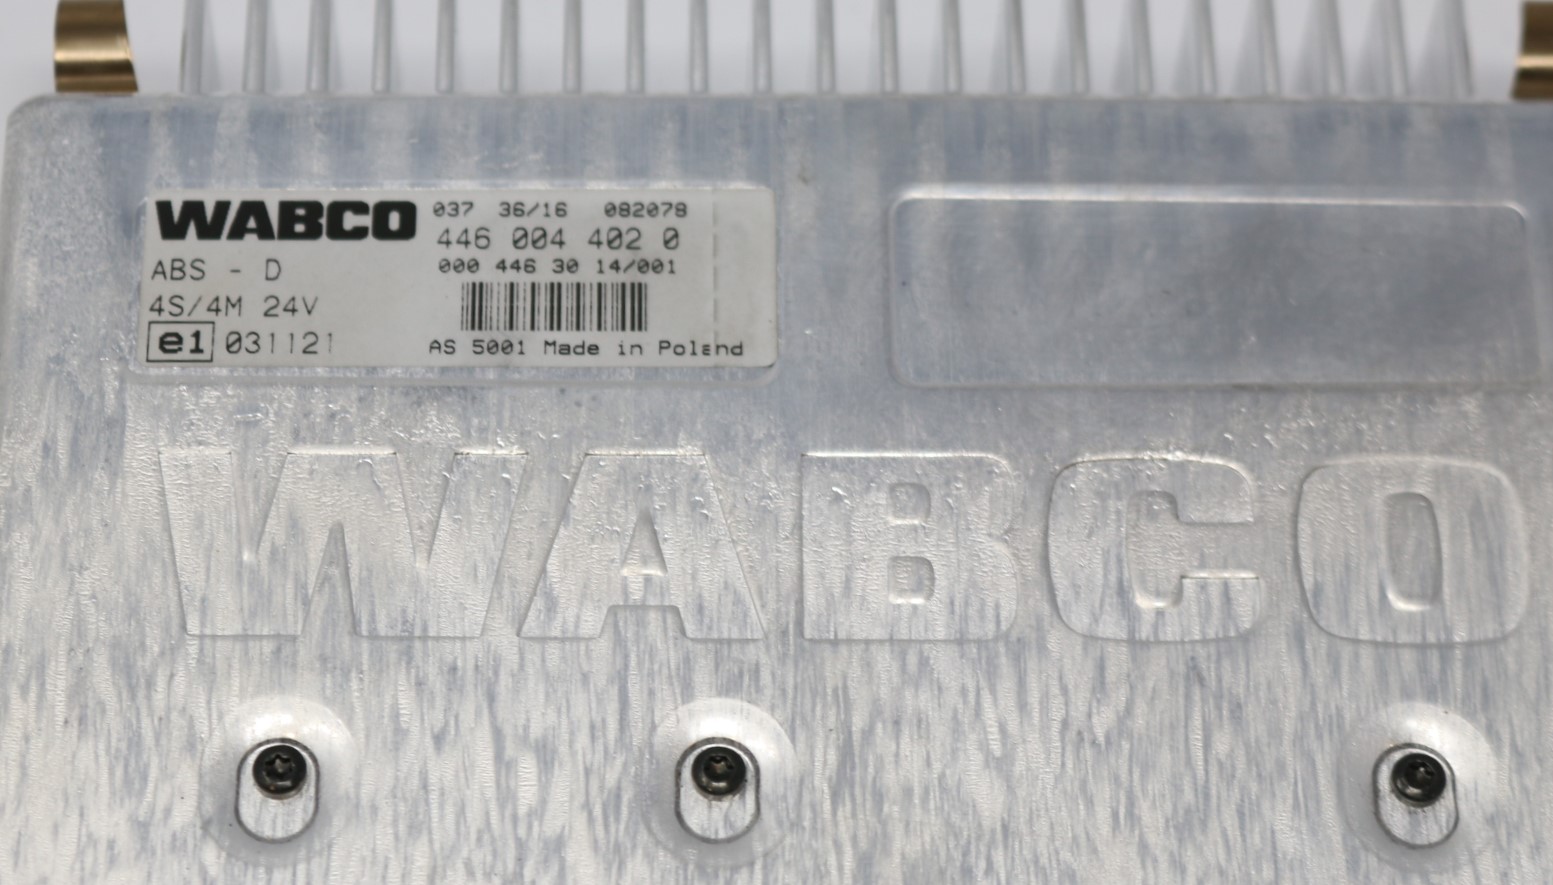 WABCO 037 36/16 082078
446 004 402 0
ABS - D 000 446 30 14/001
4S/4M 24V
e1 031121 AS 5001 Made in Poland
WABCO